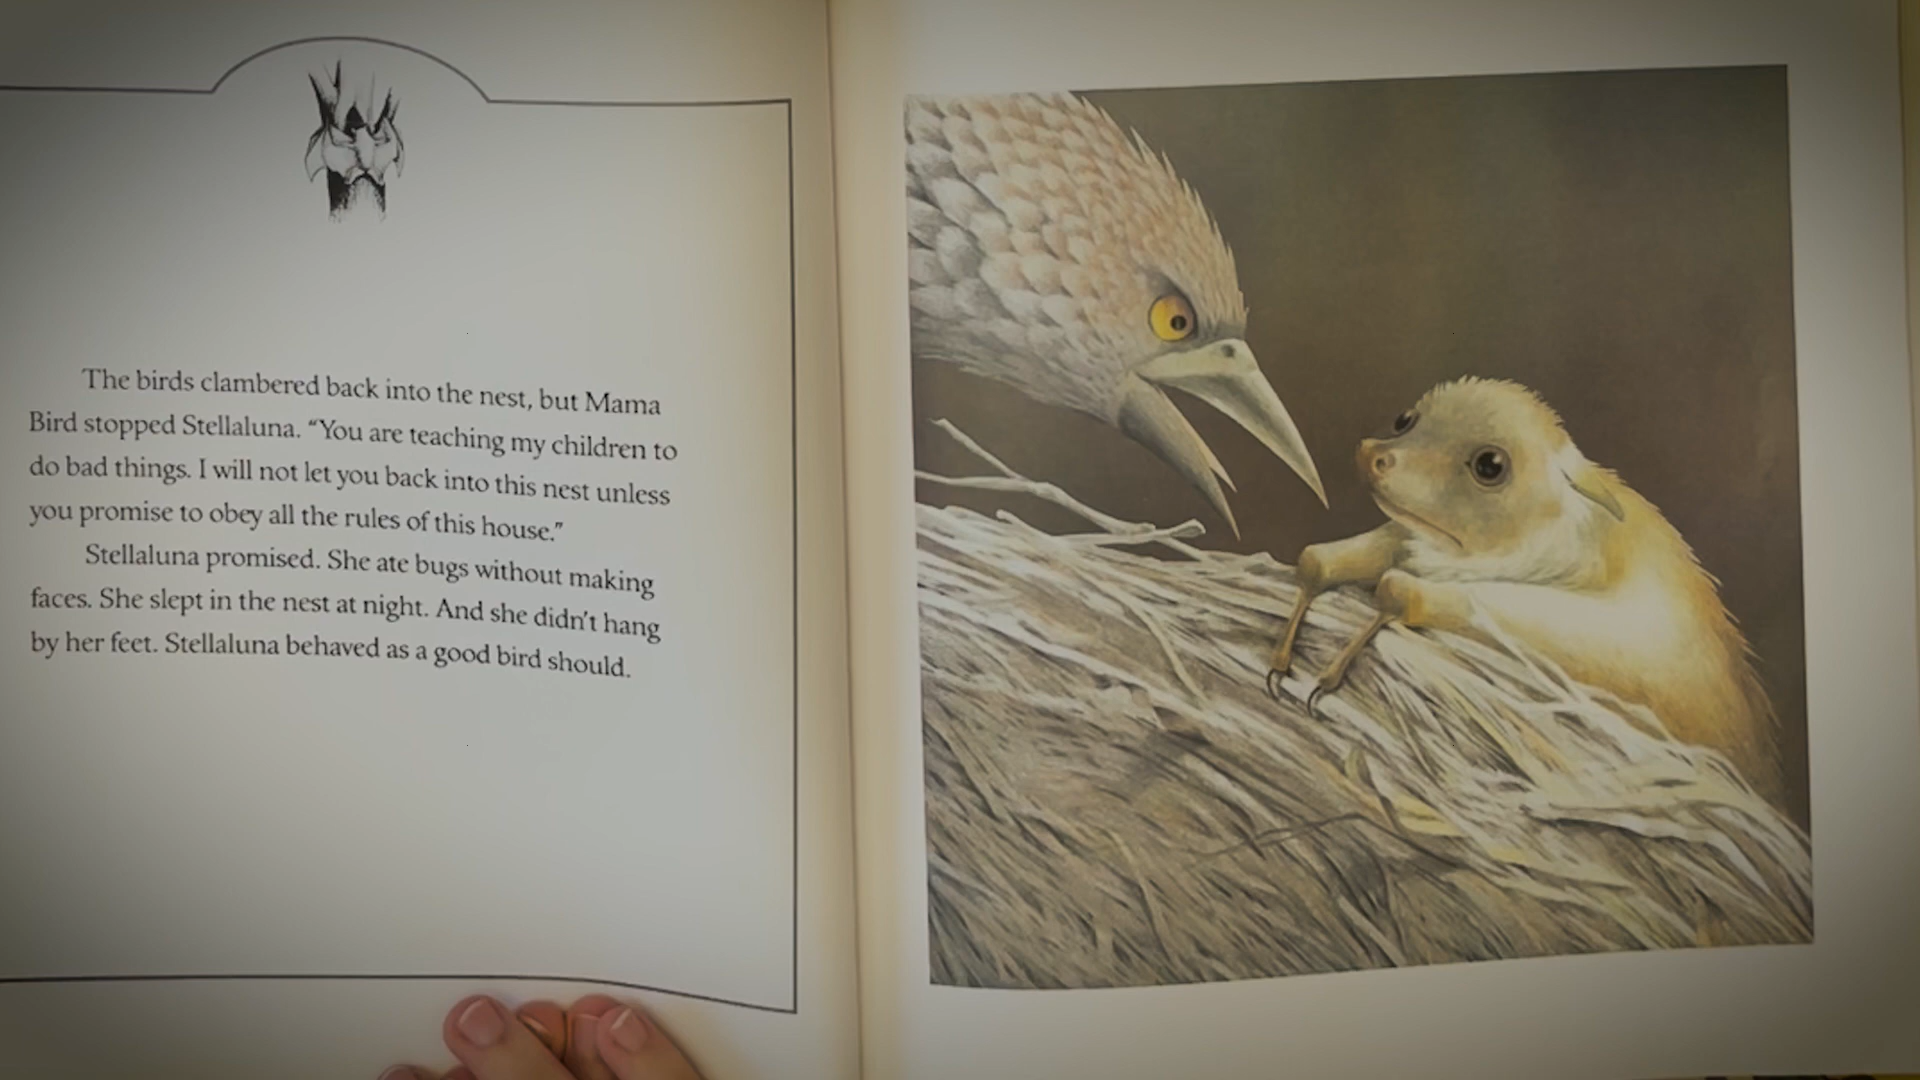 The birds clambered back into the nest, but Mama
Bird stopped Stellaluna. “You are teaching my children to
do bad things. I will not let you back into this nest unless
you promise to obey all the rules of this house.”
Stellaluna promised. She ate bugs without making
faces. She slept in the nest at night. And she didn’t hang
by her feet. Stellaluna behaved as a good bird should.